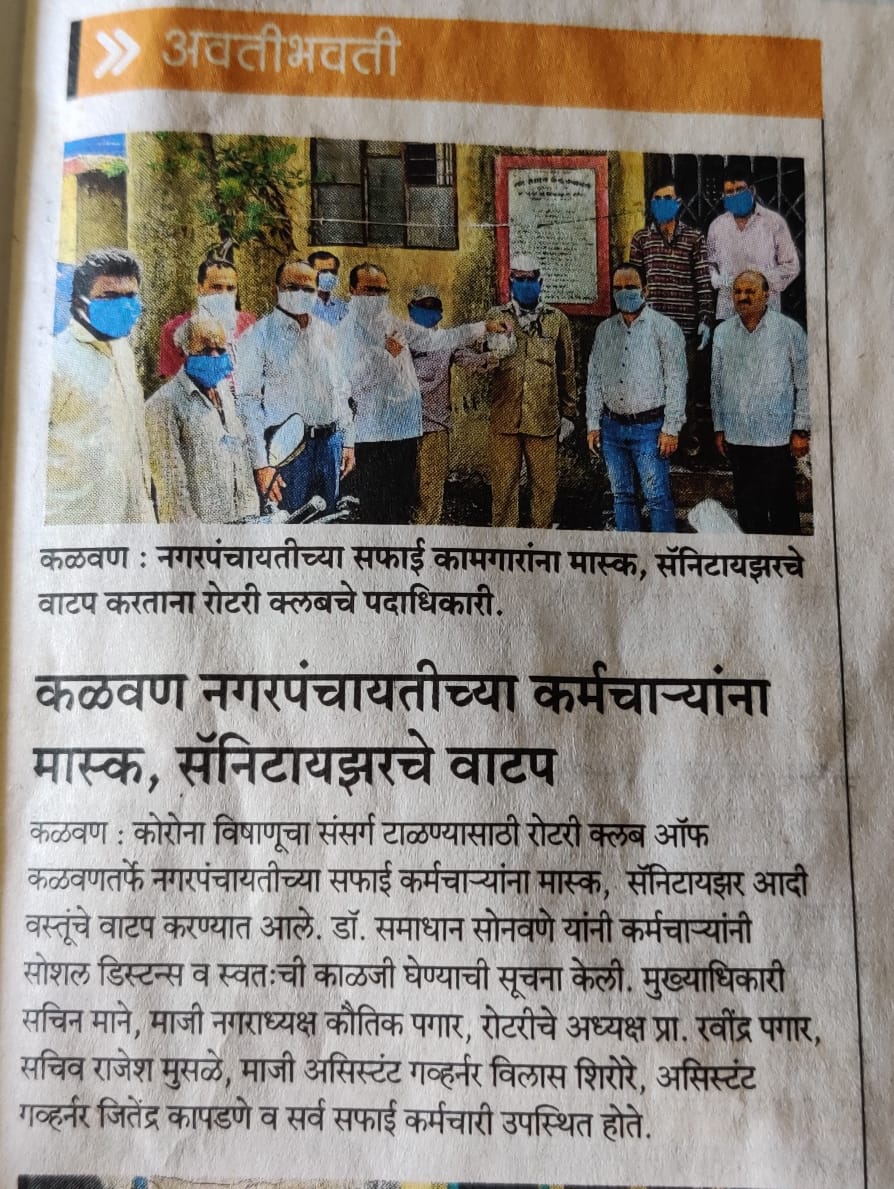 अवतीभवती
कळवण : नगरपंचायतीच्या सफाई कामगारांना मास्क, सॅनिटायझरचे
वाटप करताना रोटरी क्लबचे पदाधिकारी.
कळवण नगरपंचायतीच्या कर्मचाऱ्यांना
मास्क, सॅनिटायझरचे वाटप
कळवण : कोरोना विषाणूचा संसर्ग टाळण्यासाठी रोटरी क्लब ऑफ
कळवणतर्फे नगरपंचायतीच्या सफाई कर्मचाऱ्यांना मास्क, सॅनिटायझर आदी
वस्तूंचे वाटप करण्यात आले. डॉ. समाधान सोनवणे यांनी कर्मचाऱ्यांनी
सोशल डिस्टन्स व स्वतःची काळजी घेण्याची सूचना केली. मुख्याधिकारी
सचिन माने, माजी नगराध्यक्ष कौतिक पगार, रोटरीचे अध्यक्ष प्रा. रवींद्र पगार,
सचिव राजेश मुसळे, माजी असिस्टंट गव्हर्नर विलास शिरोरे, असिस्टंट
गव्हर्नर जितेंद्र कापडणे व सर्व सफाई कर्मचारी उपस्थित होते.